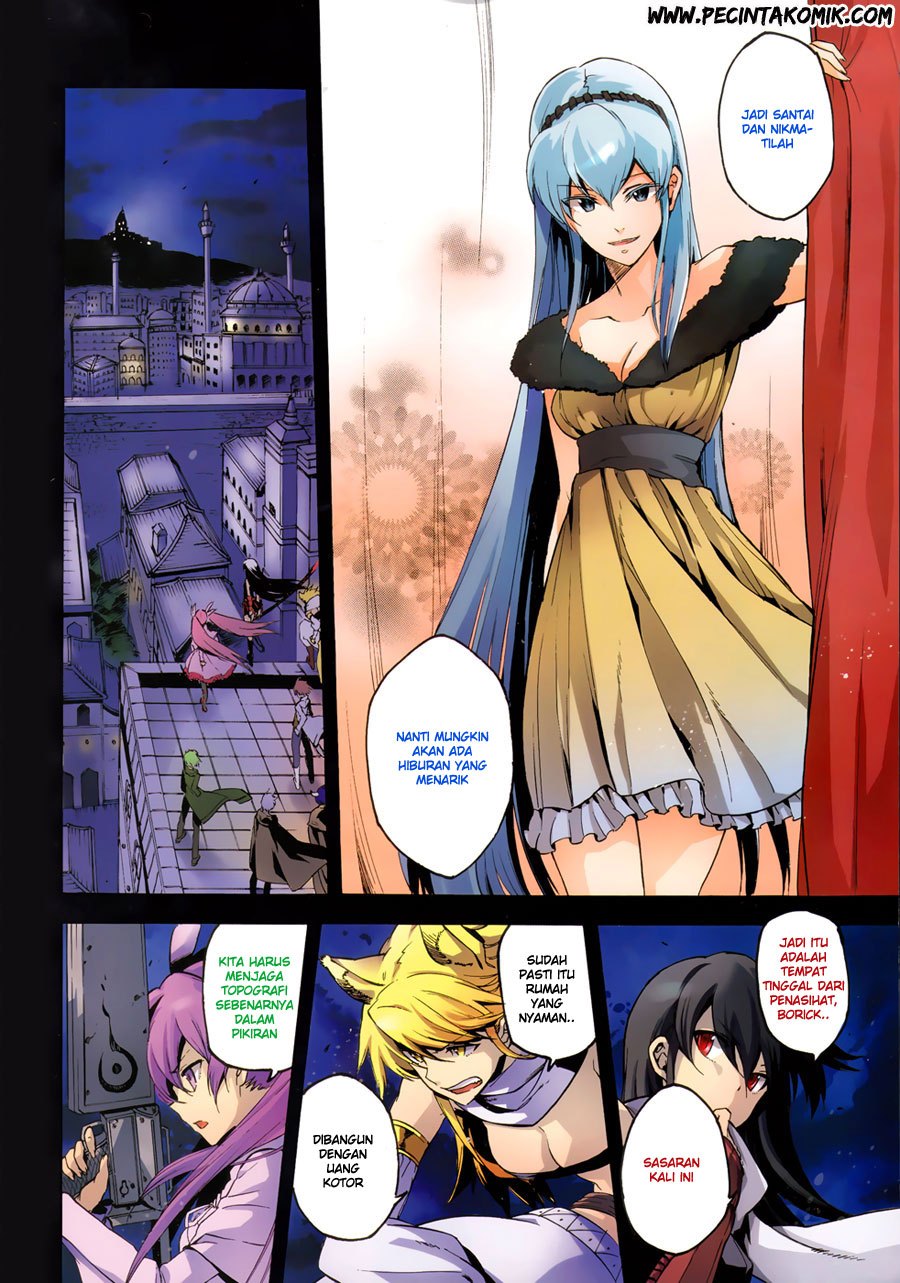 WWW.PECINTAKOMIK.COM
JADI SANTAI
DAN NIKMA-
TILAH
NANTI MUNGKIN
AKAN ADA
HIBURAN YANG
MENARIK
JADI ITU
ADALAH
TEMPAT
TINGGAL DARI
PENASIHAT,
BORICK..
SASARAN
KALI INI
SUDAH
PASTI ITU
RUMAH
YANG
NYAMAN..
DIBANGUN
DENGAN
UANG
KOTOR
KITA HARUS
MENJAGA
TOPOGRAFI
SEBENARNYA
DALAM
PIKIRAN